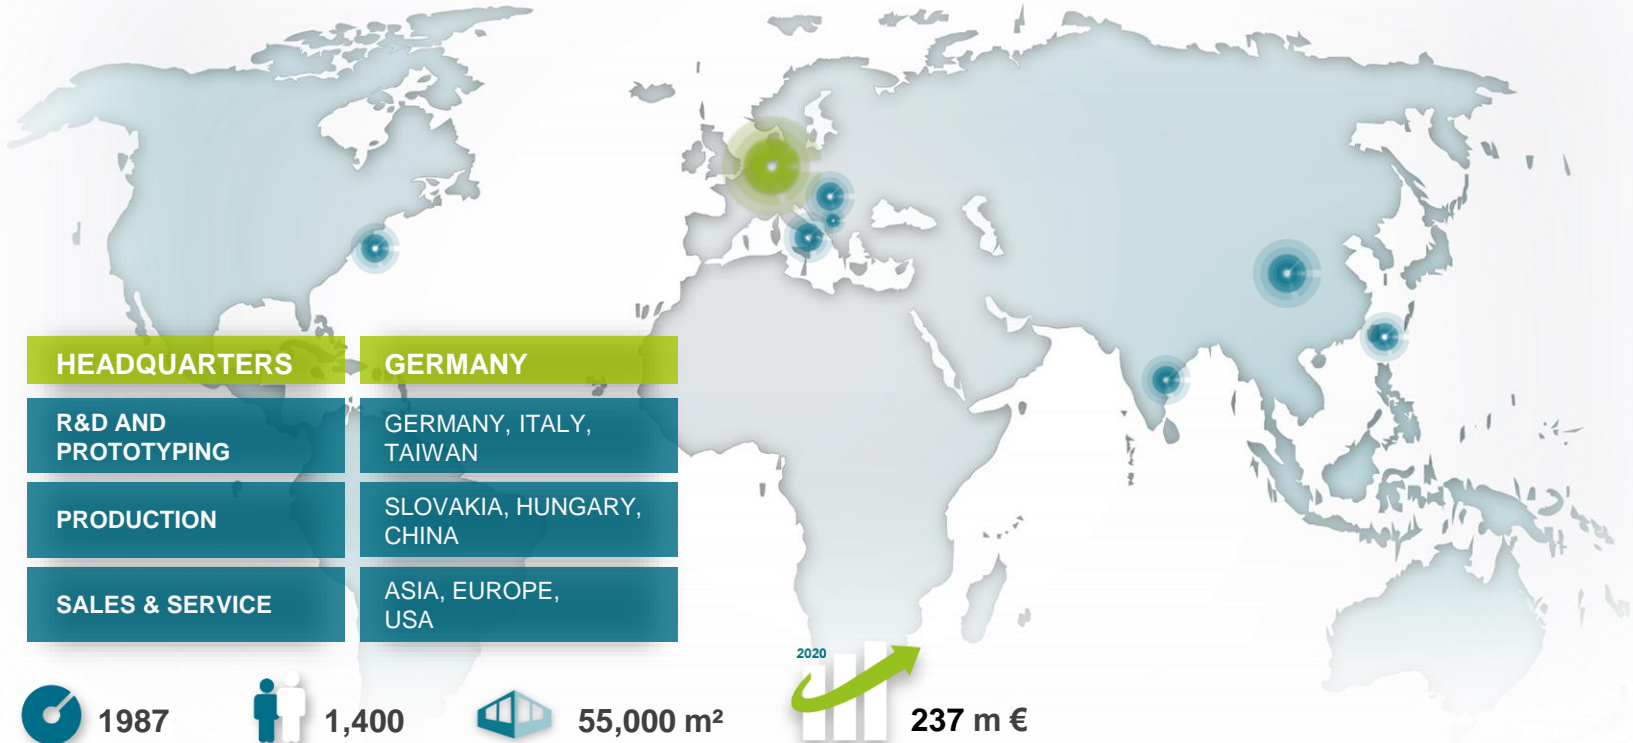 HEADQUARTERS
GERMANY
R&D AND
PROTOTYPING
GERMANY, ITALY,
TAIWAN
PRODUCTION
SLOVAKIA, HUNGARY,
CHINA
SALES & SERVICE
ASIA, EUROPE,
USA
1987
1,400
55,000 m²
2020
237 m €